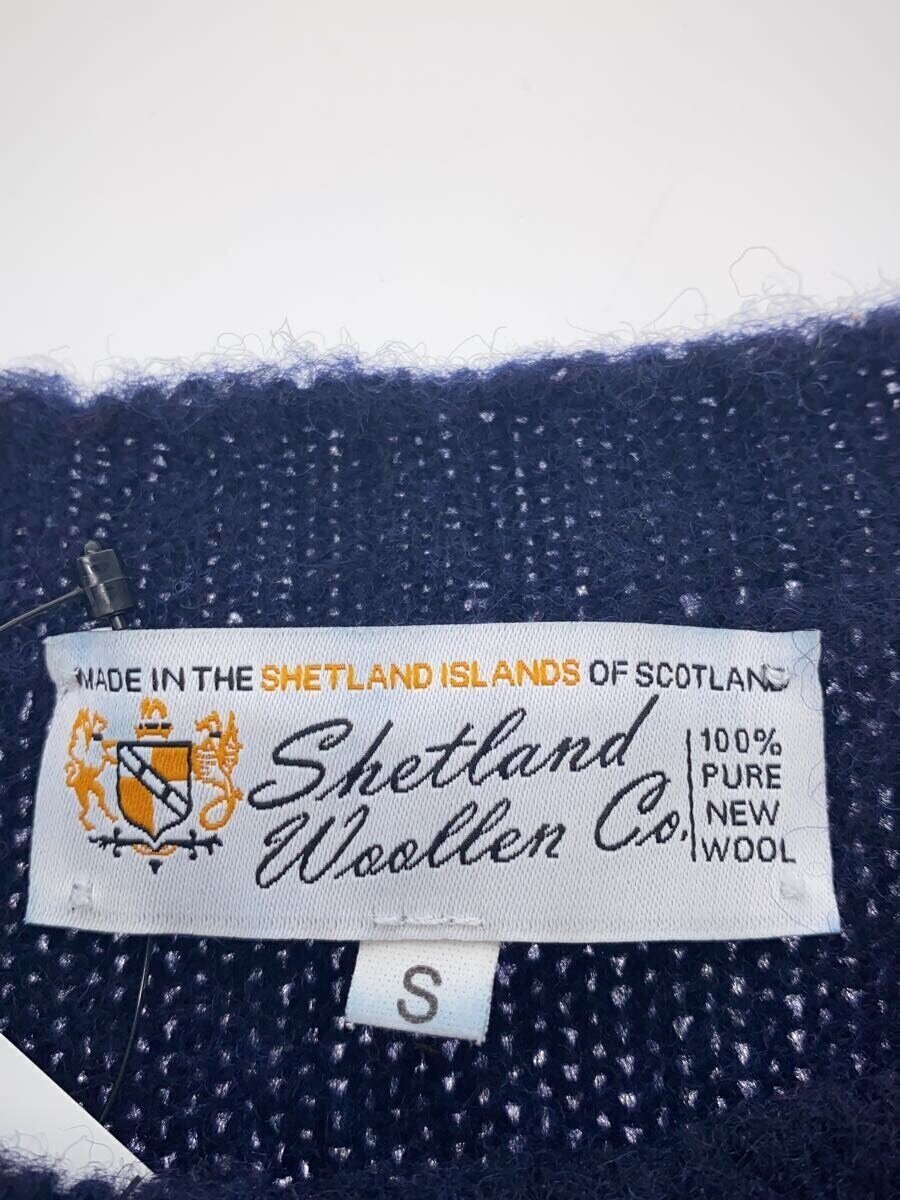 MADE IN THE SHETLAND ISLANDS OF SCOTLAND
Shetland
Woollen Co.
100%
PURE
NEW
WOOL
S